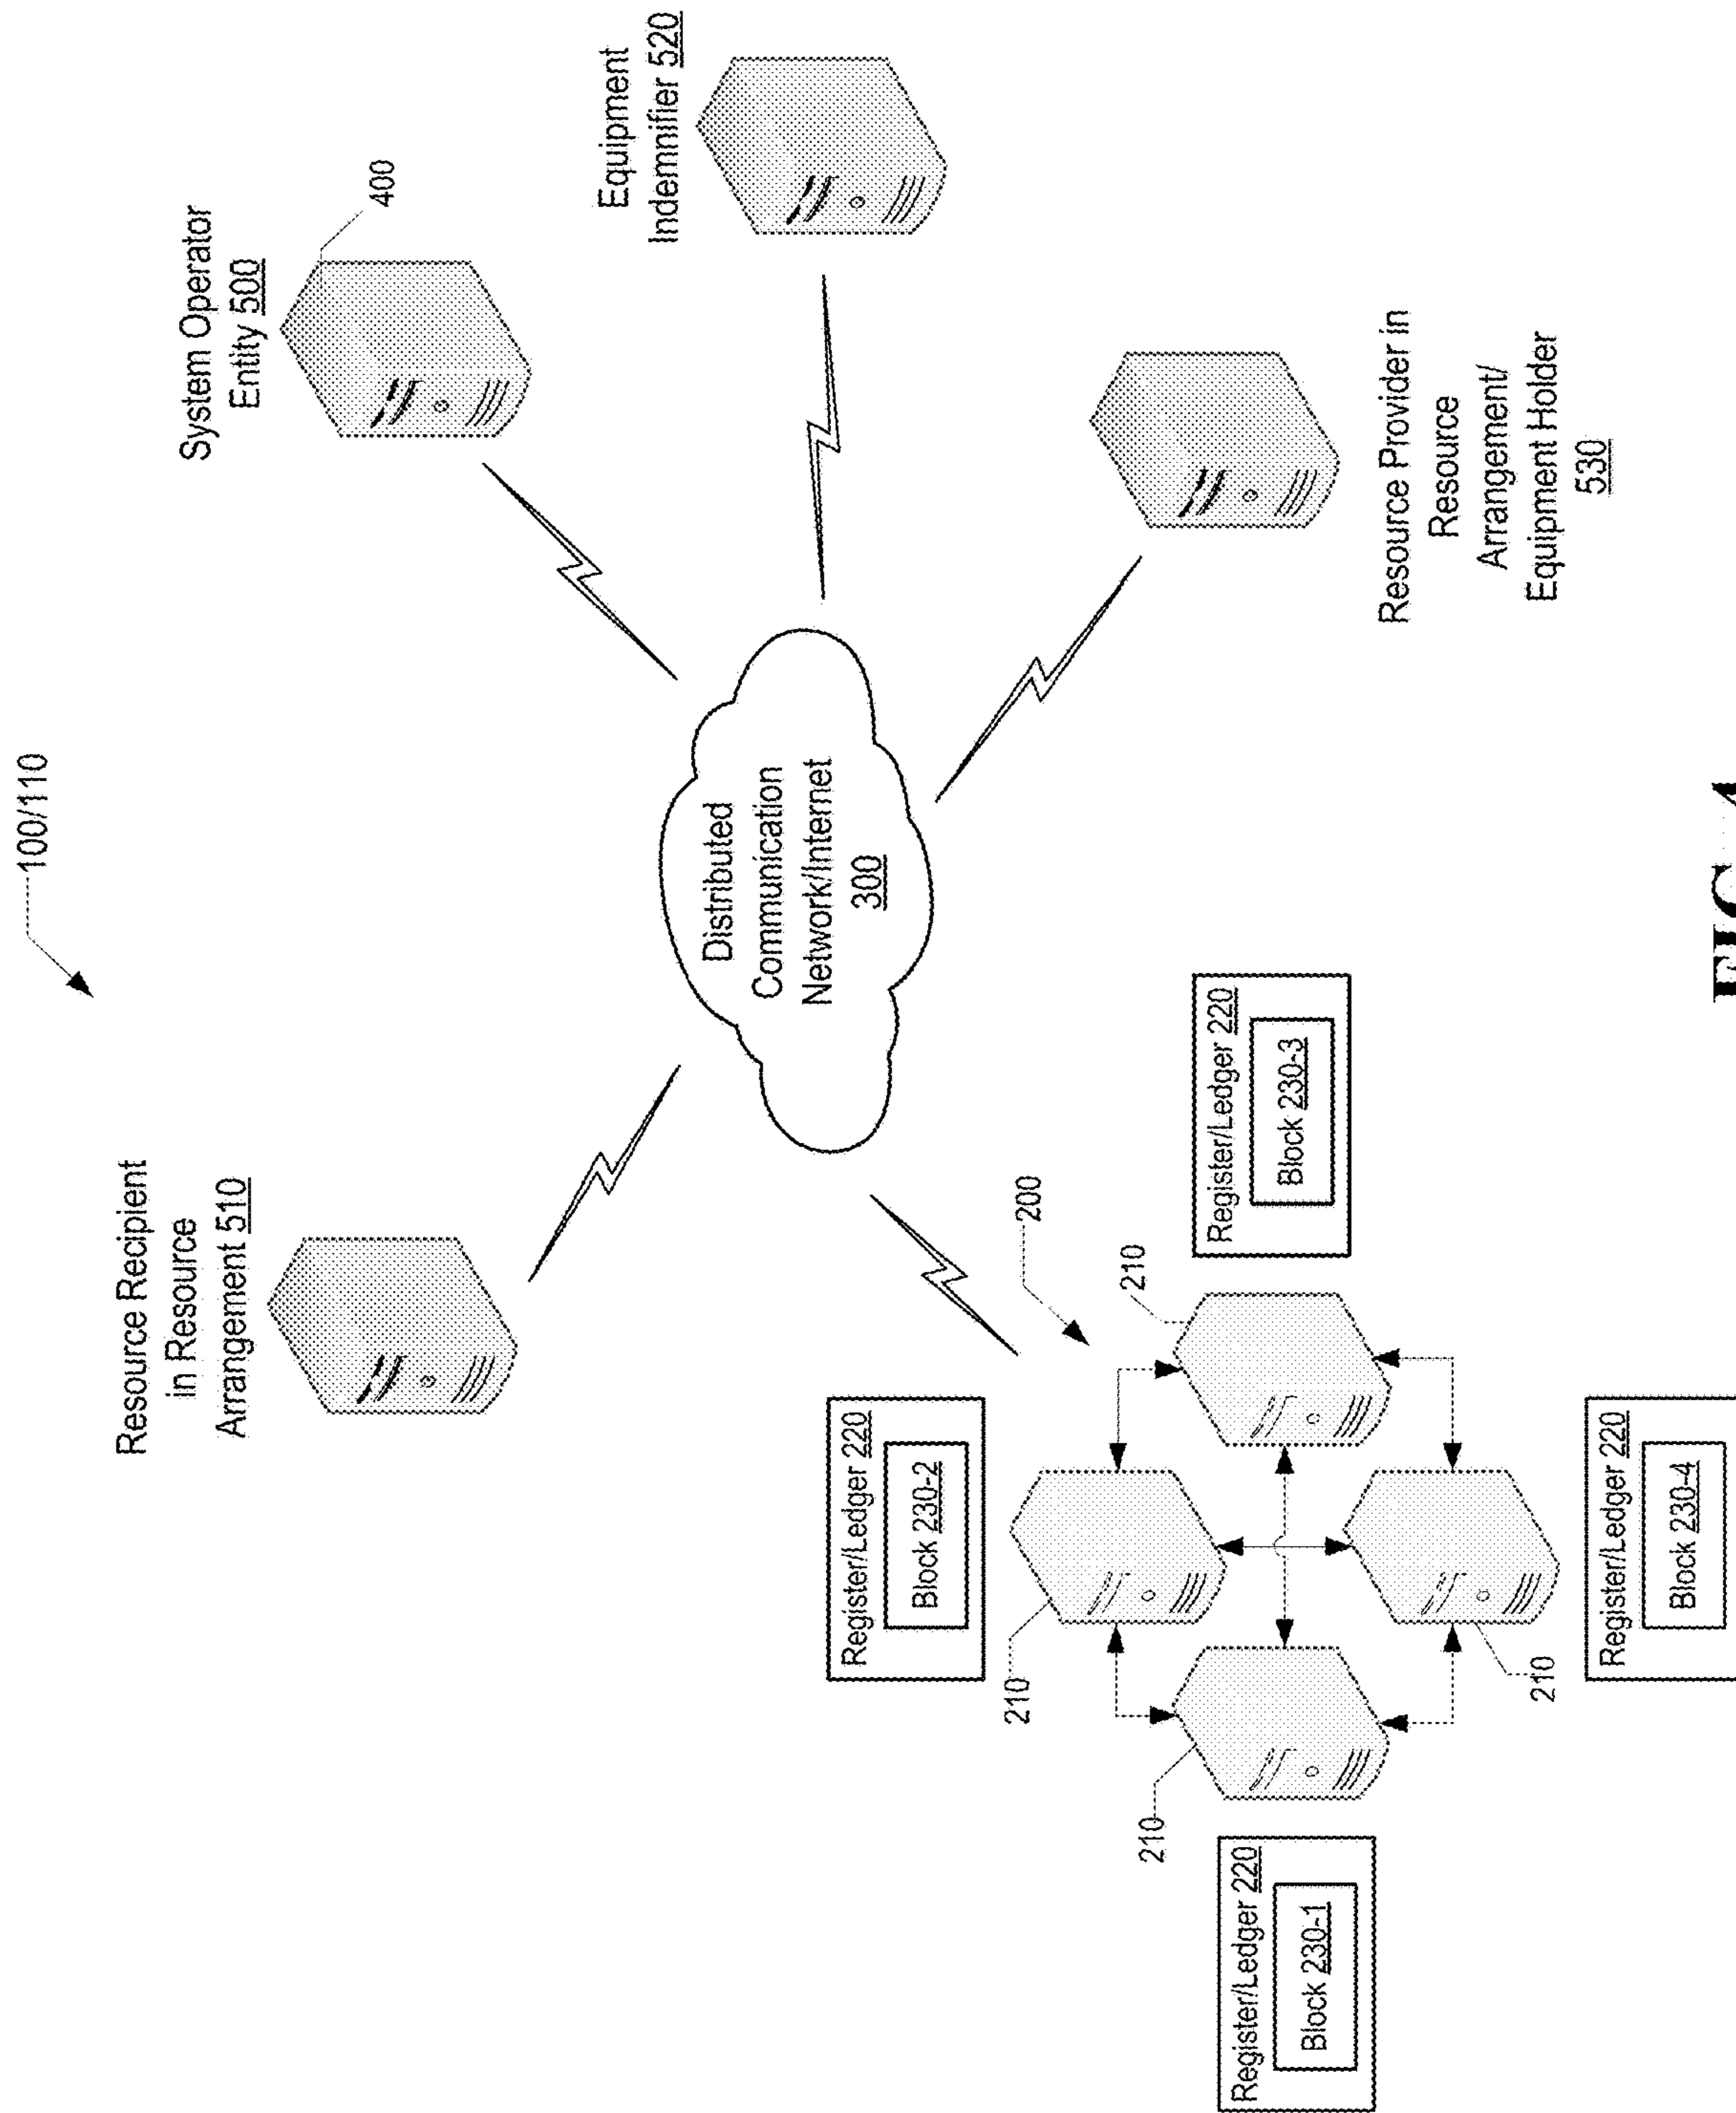 100/110
Resource Recipient
in Resource
Arrangement 510
System Operator
Entity 500
400
Equipment
Indemnifier 520
Distributed
Communication
Network/Internet
300
Resource Provider in
Resource
Arrangement/
Equipment Holder
530
200
Register/Ledger 220
Block 230-1
Register/Ledger 220
Block 230-2
Register/Ledger 220
Block 230-3
Register/Ledger 220
Block 230-4
210
210
210
210